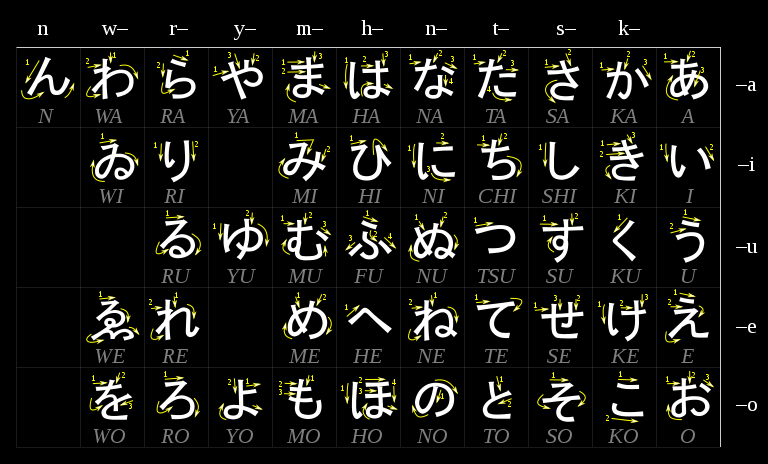 n w– r– y– m– h– n– t– s– k–
ん わ ら や ま は な た さ か あ –a
N WA RA YA MA HA NA TA SA KA A
ゐ り み ひ に ち し き い –i
WI RI MI HI NI CHI SHI KI I
る ゆ む ふ ぬ つ す く う –u
RU YU MU FU NU TSU SU KU U
ゑ れ め へ ね て せ け え –e
WE RE ME HE NE TE SE KE E
を ろ よ も ほ の と そ こ お –o
WO RO YO MO HO NO TO SO KO O